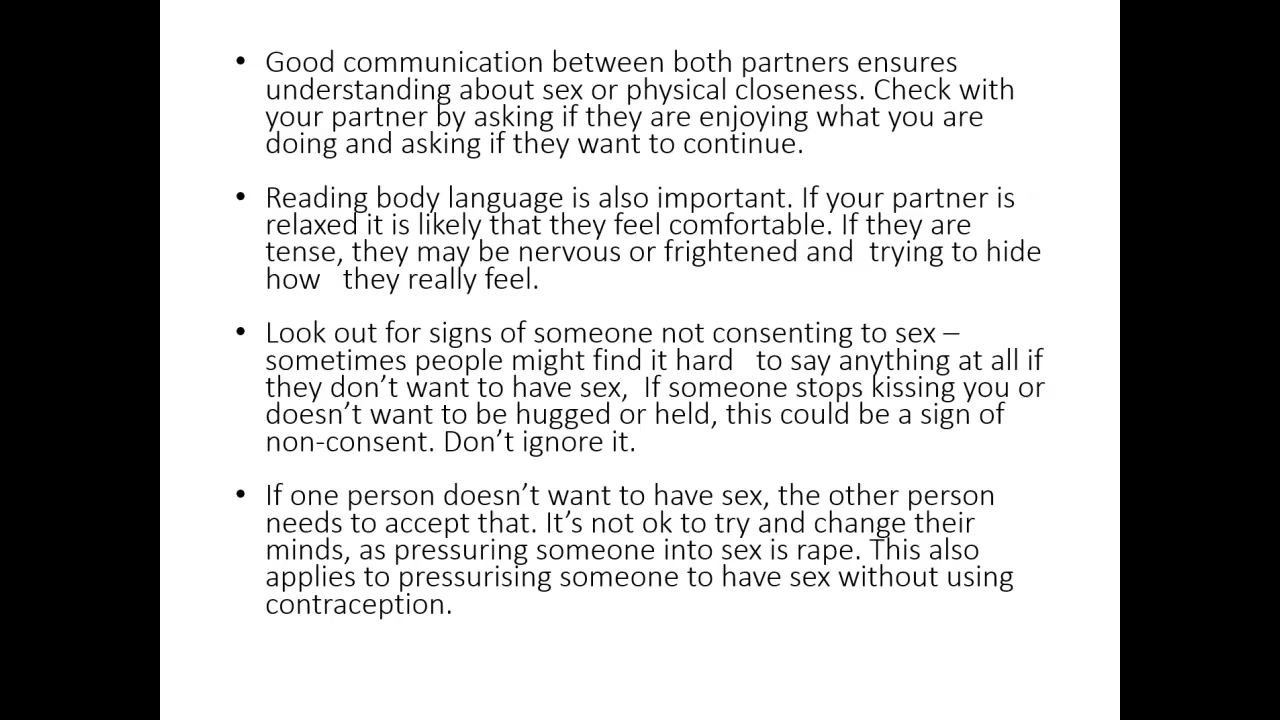 • Good communication between both partners ensures
understanding about sex or physical closeness. Check with
your partner by asking if they are enjoying what you are
doing and asking if they want to continue.
• Reading body language is also important. If your partner is
relaxed it is likely that they feel comfortable. If they are
tense, they may be nervous or frightened and  trying to hide
how   they really feel.
• Look out for signs of someone not consenting to sex –
sometimes people might find it hard   to say anything at all if
they don’t want to have sex,  If someone stops kissing you or
doesn’t want to be hugged or held, this could be a sign of
non-consent. Don’t ignore it.
• If one person doesn’t want to have sex, the other person
needs to accept that. It’s not ok to try and change their
minds, as pressuring someone into sex is rape. This also
applies to pressurising someone to have sex without using
contraception.